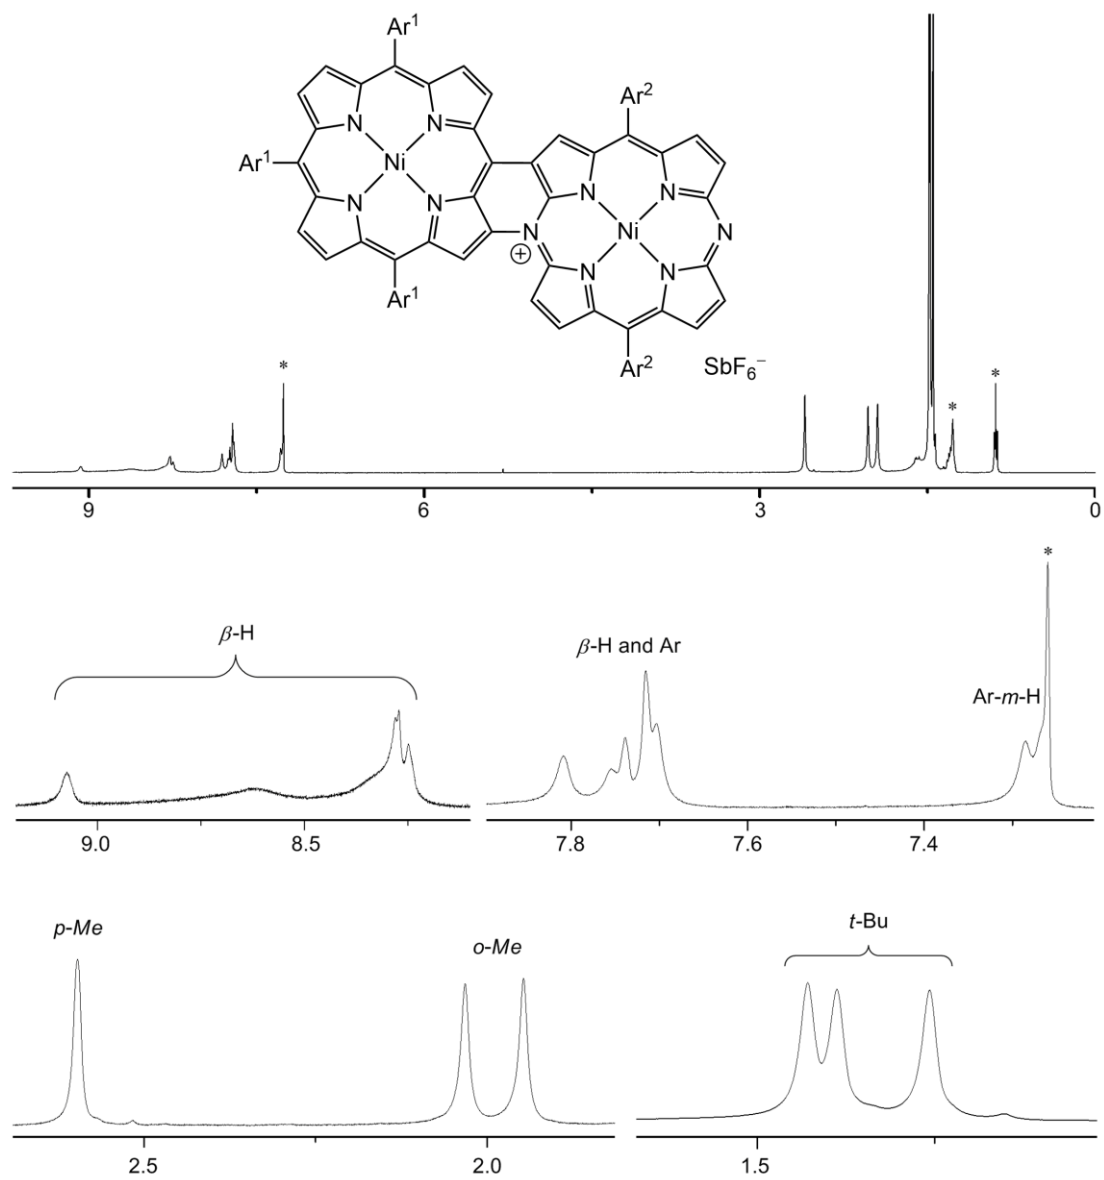 Ar¹
Ar²
N N
Ar¹ Ni
N N N N
Ni N
N
⊕ N N
Ar¹
Ar² SbF₆⁻
* * *
9 6 3 0
*
β-H β-H and Ar
Ar-m-H
9.0 8.5 7.8 7.6 7.4
p-Me o-Me t-Bu
2.5 2.0 1.5